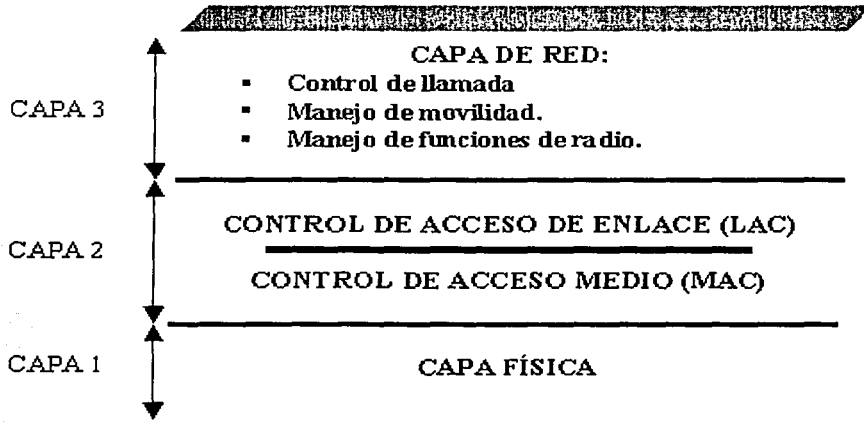 CAPA DE RED:
CAPA 3
▪ Control de llamada
▪ Manejo de movilidad.
▪ Manejo de funciones de radio.
CONTROL DE ACCESO DE ENLACE (LAC)
CAPA 2
CONTROL DE ACCESO MEDIO (MAC)
CAPA 1
CAPA FÍSICA